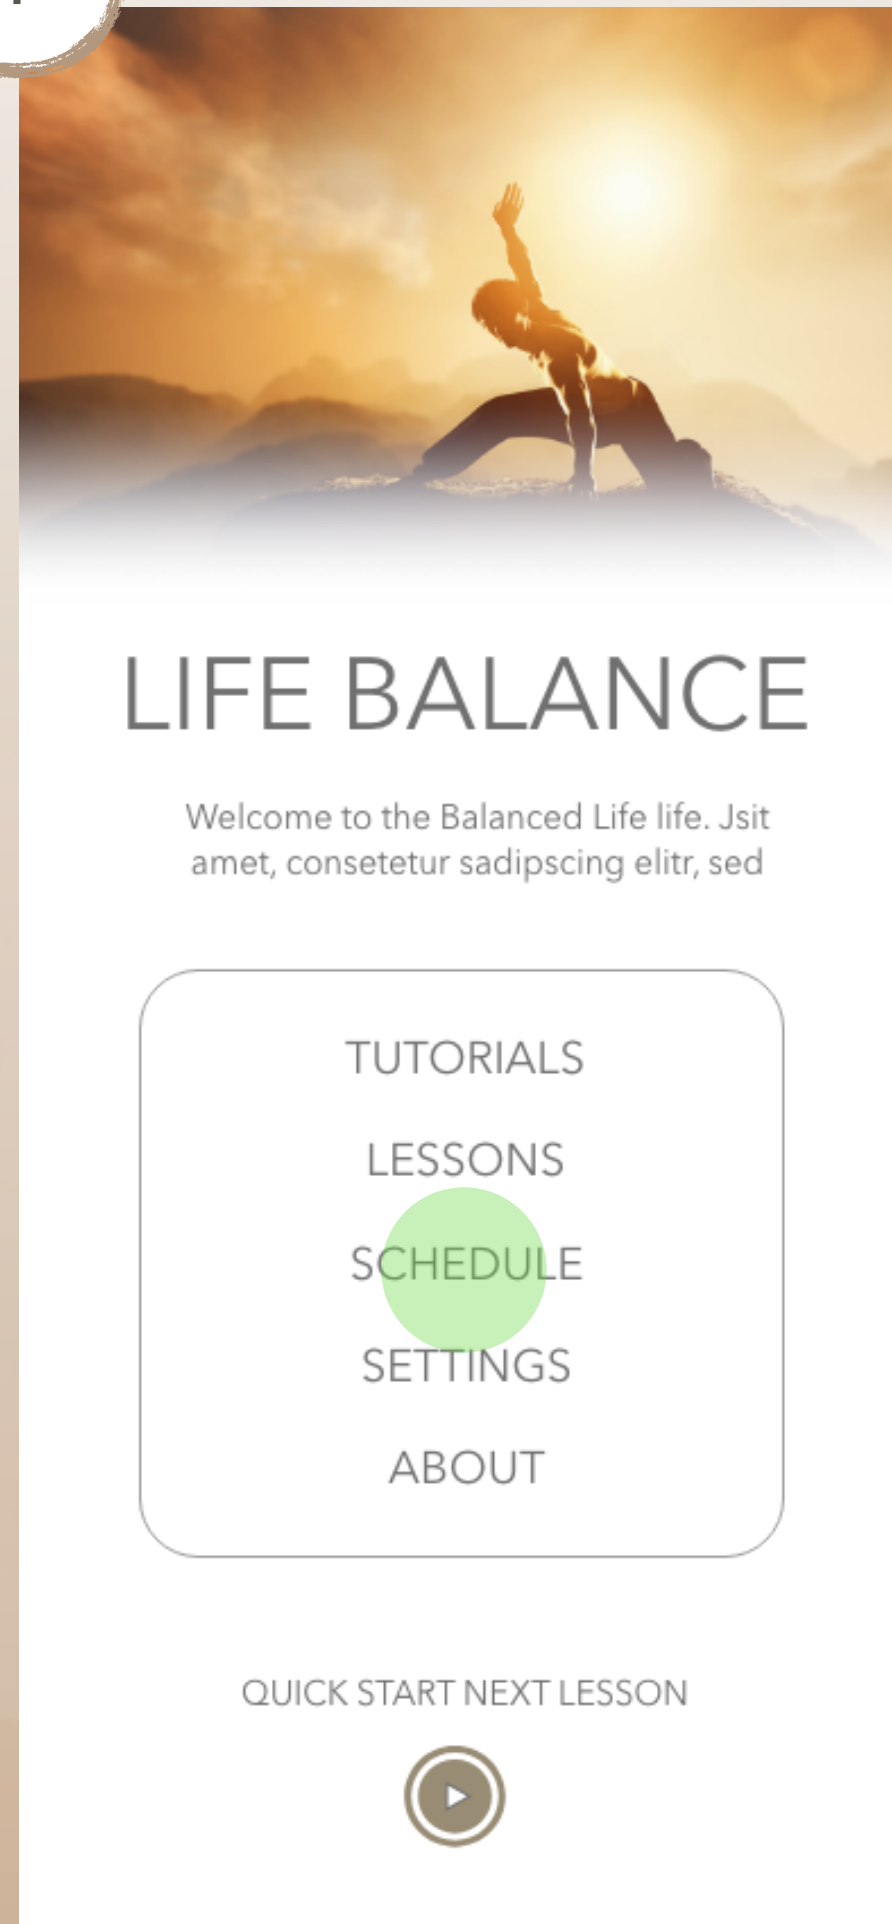 LIFE BALANCE
Welcome to the Balanced Life life. Jsit
amet, consetetur sadipscing elitr, sed
TUTORIALS
LESSONS
SCHEDULE
SETTINGS
ABOUT
QUICK START NEXT LESSON